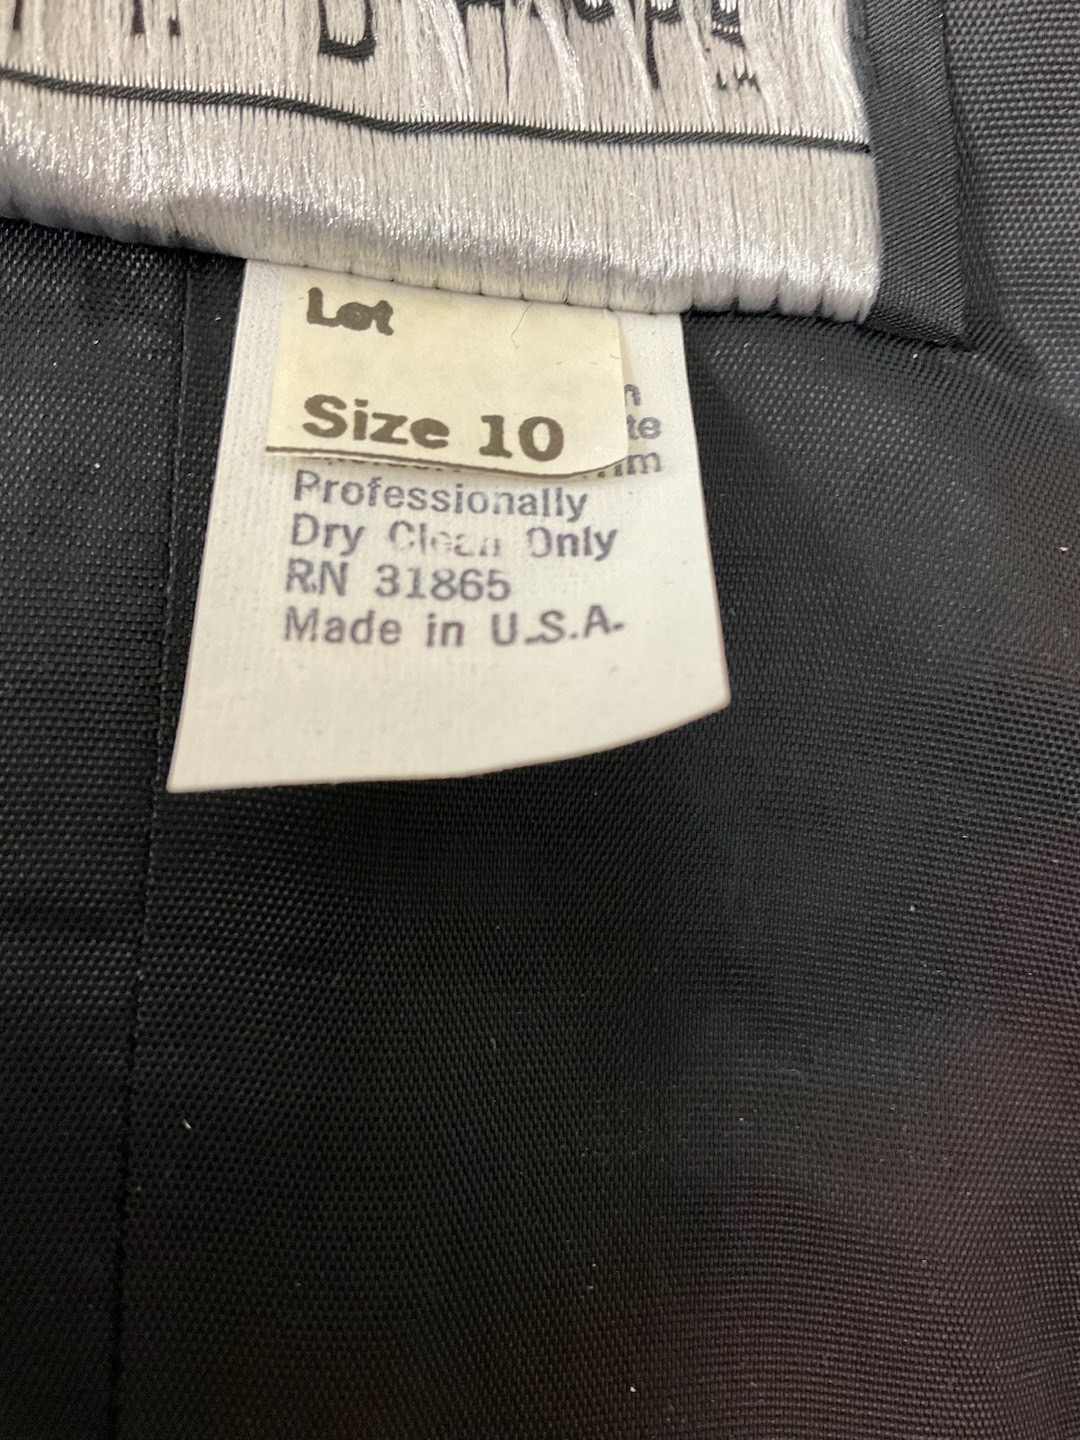 Lot
Size 10
Professionally
Dry Clean Only
RN 31865
Made in U.S.A.